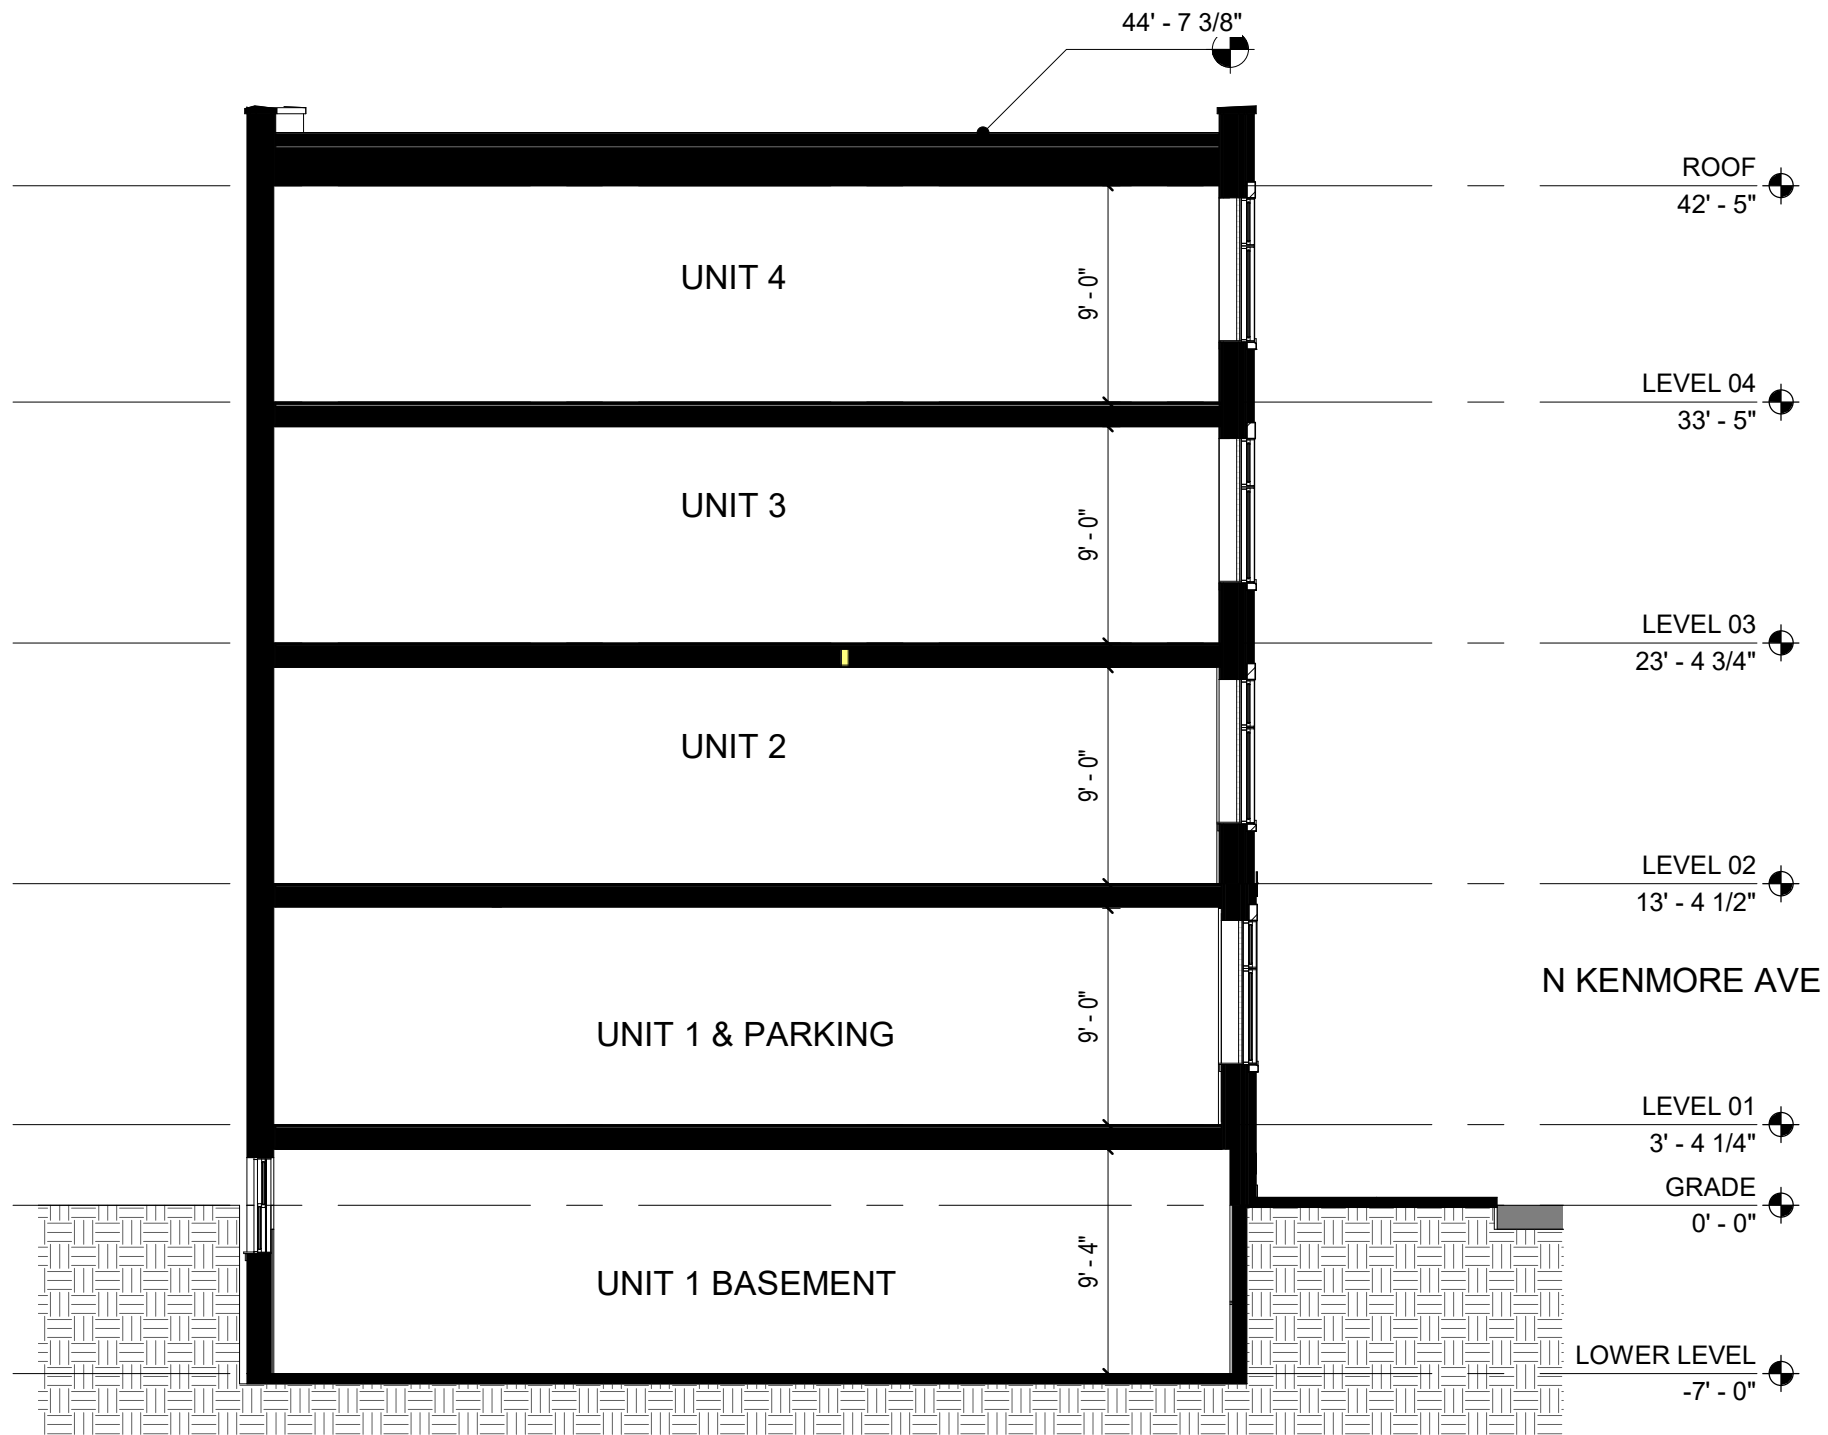 44' - 7 3/8"
ROOF
42' - 5"
UNIT 4
9' - 0"
LEVEL 04
33' - 5"
UNIT 3
9' - 0"
LEVEL 03
23' - 4 3/4"
UNIT 2
9' - 0"
LEVEL 02
13' - 4 1/2"
N KENMORE AVE
UNIT 1 & PARKING
9' - 0"
LEVEL 01
3' - 4 1/4"
GRADE
0' - 0"
UNIT 1 BASEMENT
9' - 4"
LOWER LEVEL
-7' - 0"